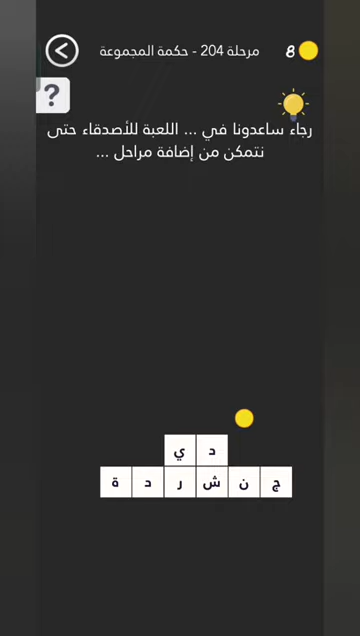 8
مرحلة 204 - حكمة المجموعة
?
رجاء ساعدونا في ... اللعبة للأصدقاء حتى
نتمكن من إضافة مراحل ...
د ي
ج ن ش ر د ة